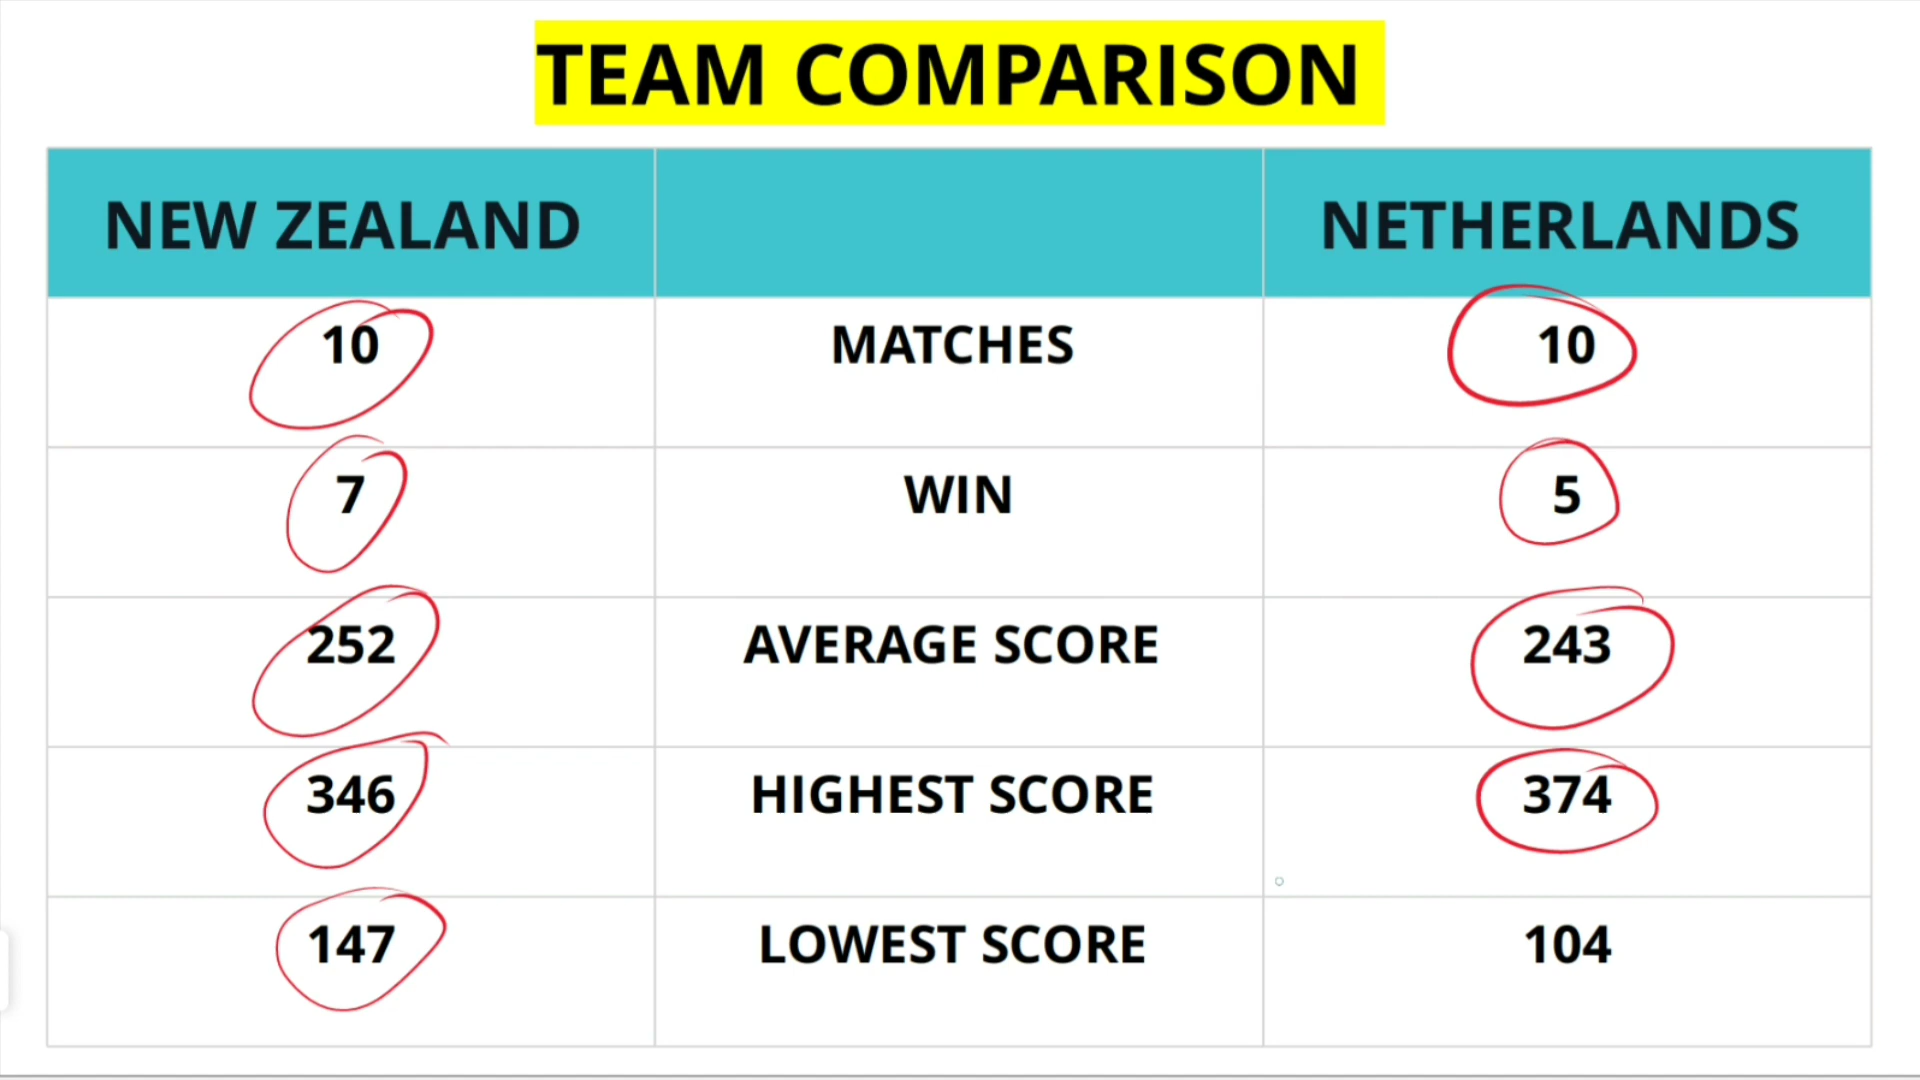 TEAM COMPARISON
NEW ZEALAND NETHERLANDS
10 MATCHES 10
7 WIN 5
252 AVERAGE SCORE 243
346 HIGHEST SCORE 374
147 LOWEST SCORE 104